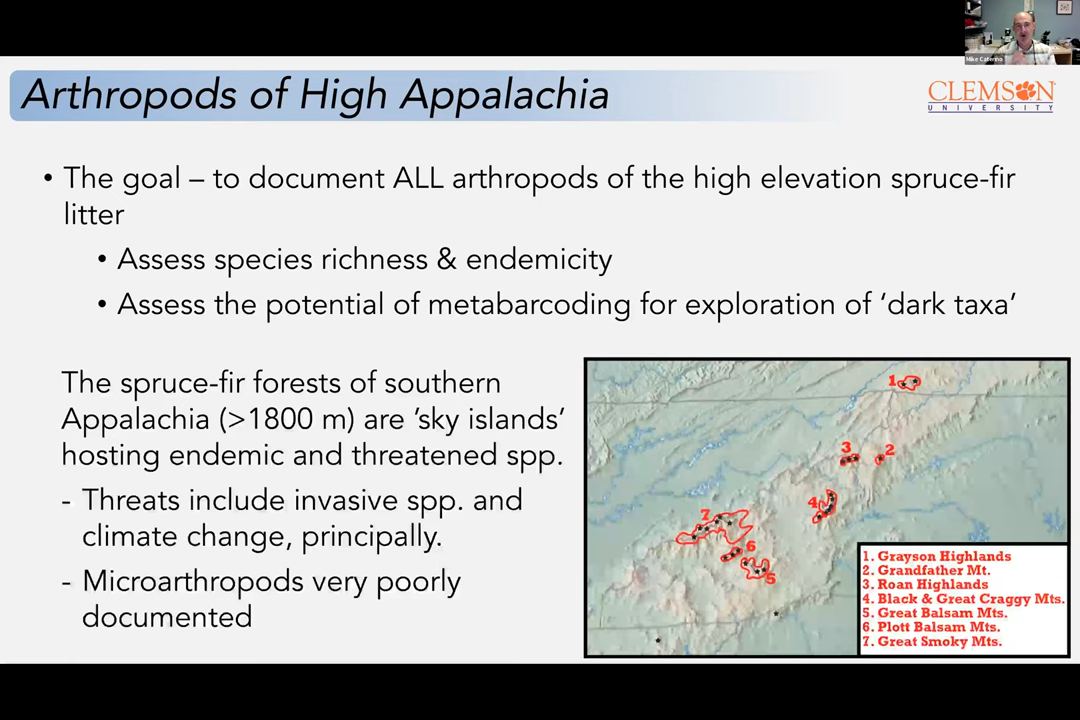 Mike Caterino
Arthropods of High Appalachia
CLEMSON
UNIVERSITY
• The goal – to document ALL arthropods of the high elevation spruce-fir
litter
• Assess species richness & endemicity
• Assess the potential of metabarcoding for exploration of ‘dark taxa’
The spruce-fir forests of southern
Appalachia (>1800 m) are ‘sky islands’
hosting endemic and threatened spp.
- Threats include invasive spp. and
climate change, principally.
- Microarthropods very poorly
documented
1
2
3
4
5
6
7
1. Grayson Highlands
2. Grandfather Mt.
3. Roan Highlands
4. Black & Great Craggy Mts.
5. Great Balsam Mts.
6. Plott Balsam Mts.
7. Great Smoky Mts.